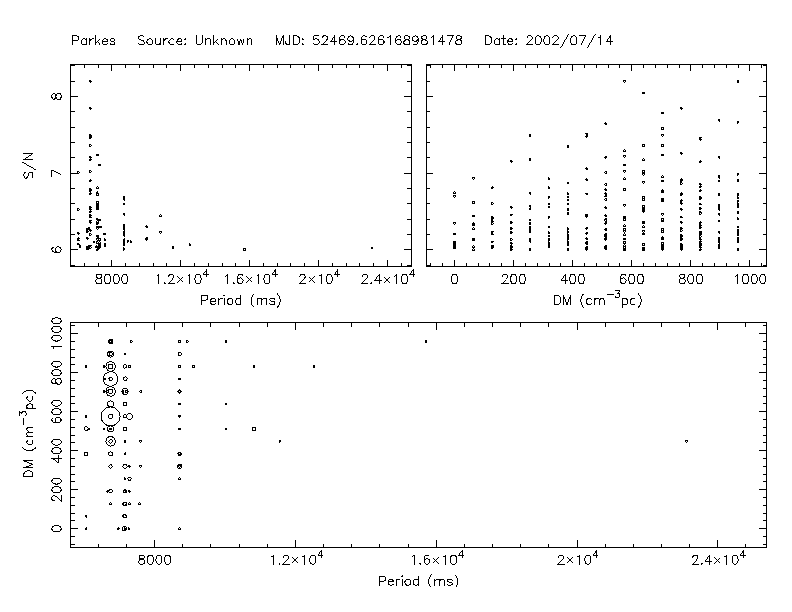 Parkes Source: Unknown MJD: 52469.626168981478 Date: 2002/07/14
8
7
6
S/N
8000 1.2×10⁴ 1.6×10⁴ 2×10⁴ 2.4×10⁴
Period (ms)
0 200 400 600 800 1000
DM (cm⁻³pc)
1000
800
600
400
200
0
DM (cm⁻³pc)
8000 1.2×10⁴ 1.6×10⁴ 2×10⁴ 2.4×10⁴
Period (ms)